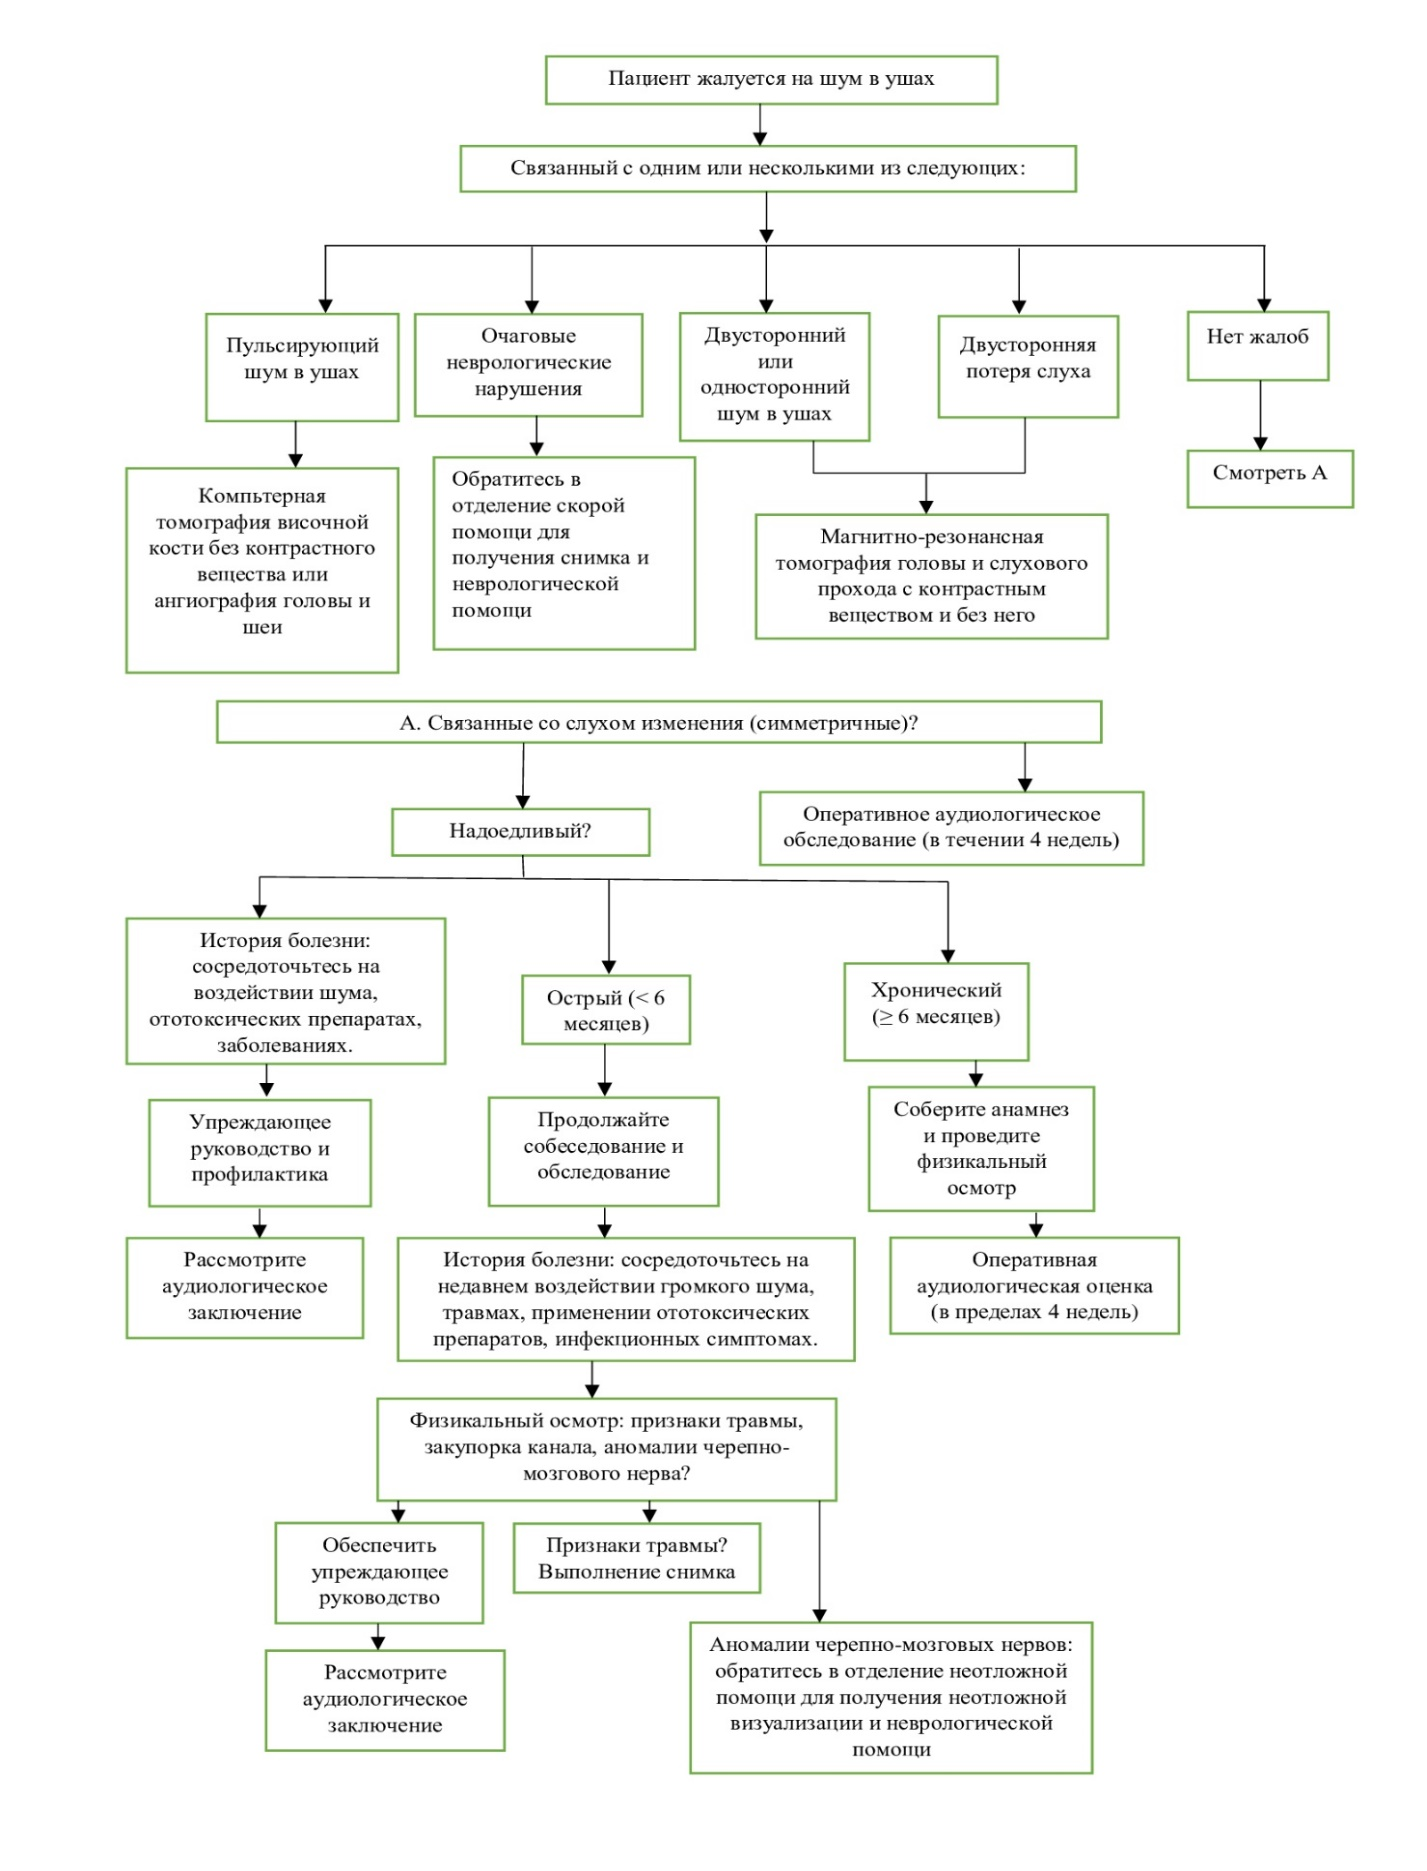 Пациент жалуется на шум в ушах
Связанный с одним или несколькими из следующих:
Пульсирующий
шум в ушах
Очаговые
неврологические
нарушения
Двусторонний
или
односторонний
шум в ушах
Двусторонняя
потеря слуха
Нет жалоб
Компьтерная
томография височной
кости без контрастного
вещества или
ангиография головы и
шеи
Обратитесь в
отделение скорой
помощи для
получения снимка и
неврологической
помощи
Магнитно-резонансная
томография головы и слухового
прохода с контрастным
веществом и без него
Смотреть А
А. Связанные со слухом изменения (симметричные)?
Надоедливый?
Оперативное аудиологическое
обследование (в течении 4 недель)
История болезни:
сосредоточьтесь на
воздействии шума,
ототоксических препаратах,
заболеваниях.
Острый (< 6
месяцев)
Хронический
(≥ 6 месяцев)
Упреждающее
руководство и
профилактика
Продолжайте
собеседование и
обследование
Соберите анамнез
и проведите
физикальный
осмотр
Рассмотрите
аудиологическое
заключение
История болезни: сосредоточьтесь на
недавнем воздействии громкого шума,
травмах, применении ототоксических
препаратов, инфекционных симптомах.
Оперативная
аудиологическая оценка
(в пределах 4 недель)
Физикальный осмотр: признаки травмы,
закупорка канала, аномалии черепно-
мозгового нерва?
Обеспечить
упреждающее
руководство
Признаки травмы?
Выполнение снимка
Рассмотрите
аудиологическое
заключение
Аномалии черепно-мозговых нервов:
обратитесь в отделение неотложной
помощи для получения неотложной
визуализации и неврологической
помощи